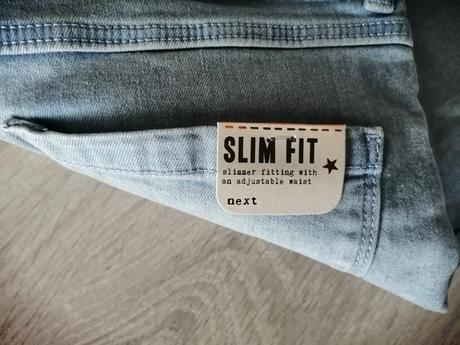 SLIM FIT
slimmer fitting with
an adjustable waist
next